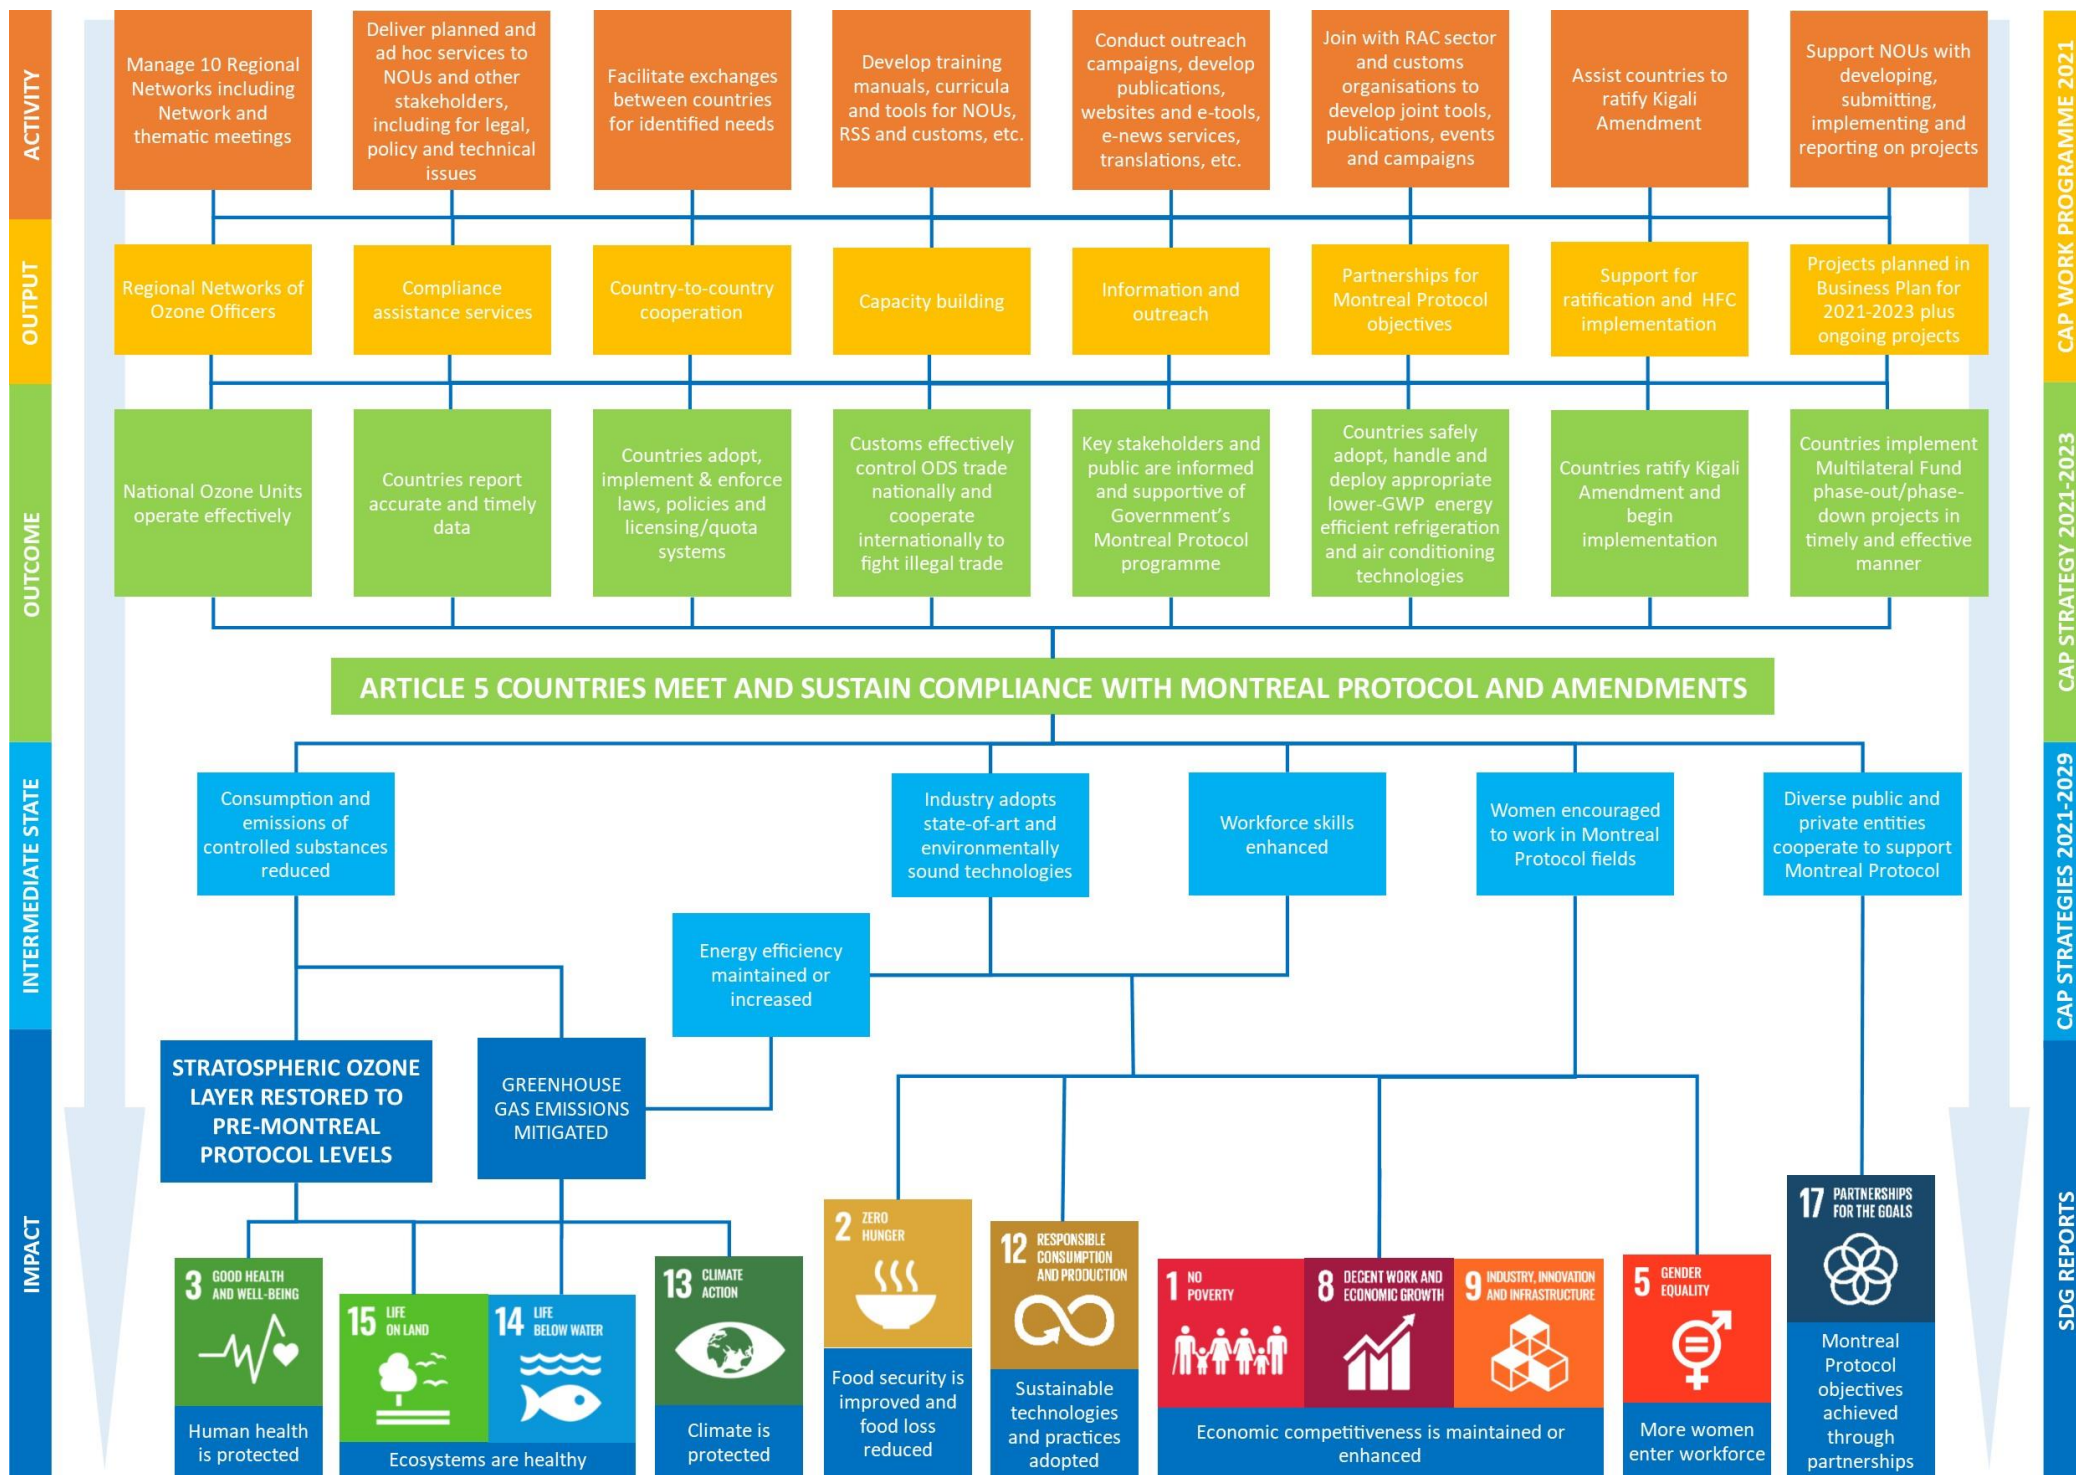 ACTIVITY
Manage 10 Regional
Networks including
Network and
thematic meetings
Deliver planned and
ad hoc services to
NOUs and other
stakeholders,
including for legal,
policy and technical
issues
Facilitate exchanges
between countries
for identified needs
Develop training
manuals, curricula
and tools for NOUs,
RSS and customs, etc.
Conduct outreach
campaigns, develop
publications,
websites and e-tools,
e-news services,
translations, etc.
Join with RAC sector
and customs
organisations to
develop joint tools,
publications, events
and campaigns
Assist countries to
ratify Kigali
Amendment
Support NOUs with
developing,
submitting,
implementing and
reporting on projects
CAP WORK PROGRAMME 2021
OUTPUT
Regional Networks of
Ozone Officers
Compliance
assistance services
Country-to-country
cooperation
Capacity building
Information and
outreach
Partnerships for
Montreal Protocol
objectives
Support for
ratification and HFC
implementation
Projects planned in
Business Plan for
2021-2023 plus
ongoing projects
OUTCOME
National Ozone Units
operate effectively
Countries report
accurate and timely
data
Countries adopt,
implement & enforce
laws, policies and
licensing/quota
systems
Customs effectively
control ODS trade
nationally and
cooperate
internationally to
fight illegal trade
Key stakeholders and
public are informed
and supportive of
Government's
Montreal Protocol
programme
Countries safely
adopt, handle and
deploy appropriate
lower-GWP energy
efficient refrigeration
and air conditioning
technologies
Countries ratify Kigali
Amendment and
begin
implementation
Countries implement
Multilateral Fund
phase-out/phase-
down projects in
timely and effective
manner
CAP STRATEGY 2021-2023
ARTICLE 5 COUNTRIES MEET AND SUSTAIN COMPLIANCE WITH MONTREAL PROTOCOL AND AMENDMENTS
INTERMEDIATE STATE
Consumption and
emissions of
controlled substances
reduced
Industry adopts
state-of-art and
environmentally
sound technologies
Workforce skills
enhanced
Women encouraged
to work in Montreal
Protocol fields
Diverse public and
private entities
cooperate to support
Montreal Protocol
Energy efficiency
maintained or
increased
CAP STRATEGIES 2021-2029
IMPACT
STRATOSPHERIC OZONE
LAYER RESTORED TO
PRE-MONTREAL
PROTOCOL LEVELS
GREENHOUSE
GAS EMISSIONS
MITIGATED
3 GOOD HEALTH
AND WELL-BEING
Human health
is protected
15 LIFE
ON LAND
14 LIFE
BELOW WATER
Ecosystems are healthy
13 CLIMATE
ACTION
Climate is
protected
2 ZERO
HUNGER
Food security is
improved and
food loss
reduced
12 RESPONSIBLE
CONSUMPTION
AND PRODUCTION
Sustainable
technologies
and practices
adopted
1 NO
POVERTY
8 DECENT WORK AND
ECONOMIC GROWTH
9 INDUSTRY, INNOVATION
AND INFRASTRUCTURE
Economic competitiveness is maintained or
enhanced
5 GENDER
EQUALITY
More women
enter workforce
17 PARTNERSHIPS
FOR THE GOALS
Montreal
Protocol
objectives
achieved
through
partnerships
SDG REPORTS